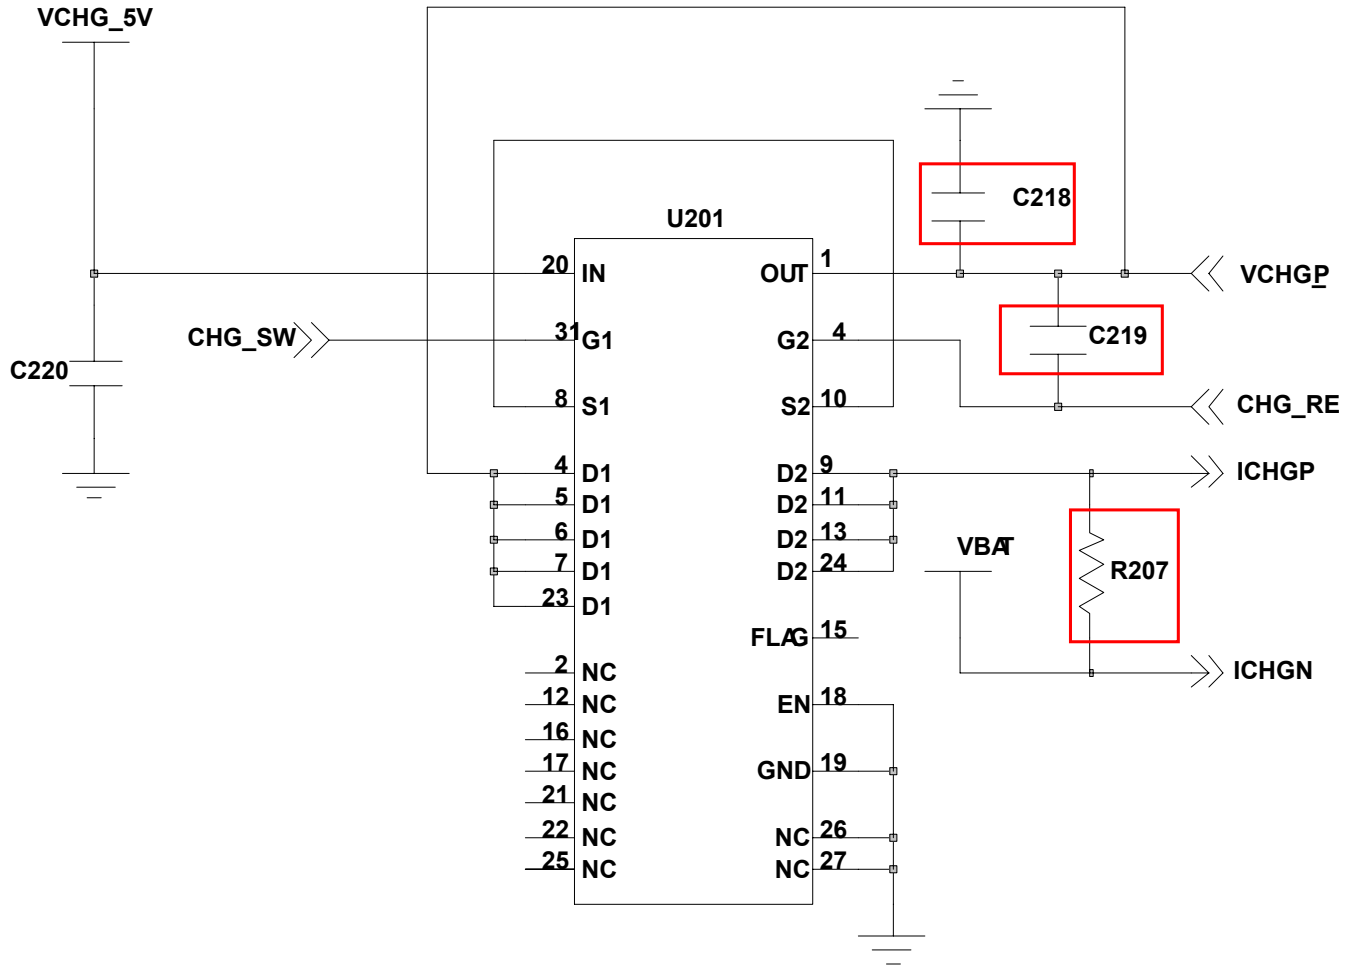 VCHG_5V
C218
U201
20 IN
OUT 1
VCHGP
CHG_SW
31 G1
G2 4
C219
C220
8 S1
S2 10
CHG_RE
4 D1
D2 9
ICHGP
5 D1
D2 11
6 D1
D2 13
VBAT
7 D1
D2 24
R207
23 D1
FLAG 15
2 NC
ICHGN
12 NC
EN 18
16 NC
17 NC
GND 19
21 NC
22 NC
NC 26
25 NC
NC 27